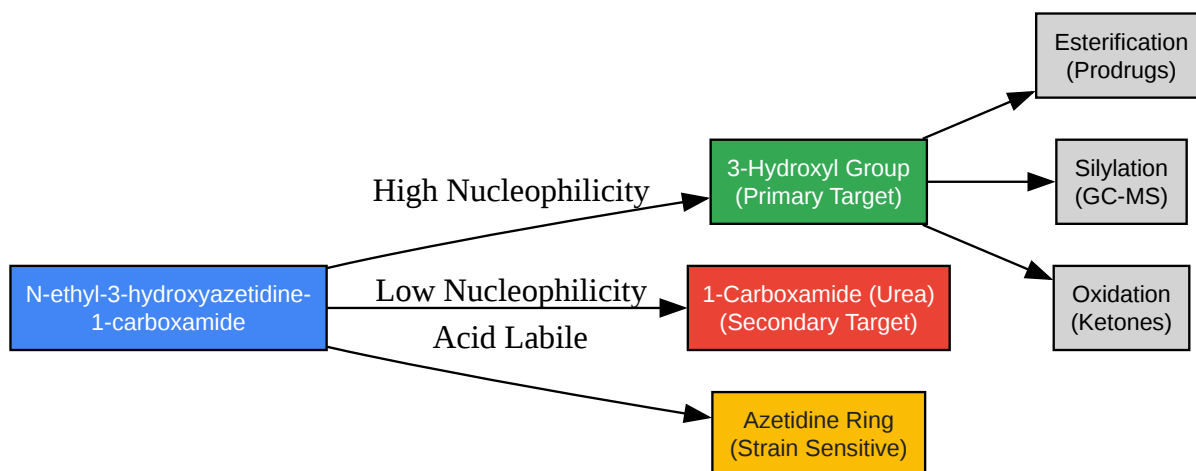 Esterification
(Prodrugs)
3-Hydroxyl Group
(Primary Target)
Silylation
(GC-MS)
High Nucleophilicity
N-ethyl-3-hydroxyazetidine-
1-carboxamide
Low Nucleophilicity
1-Carboxamide (Urea)
(Secondary Target)
Oxidation
(Ketones)
Acid Labile
Azetidine Ring
(Strain Sensitive)